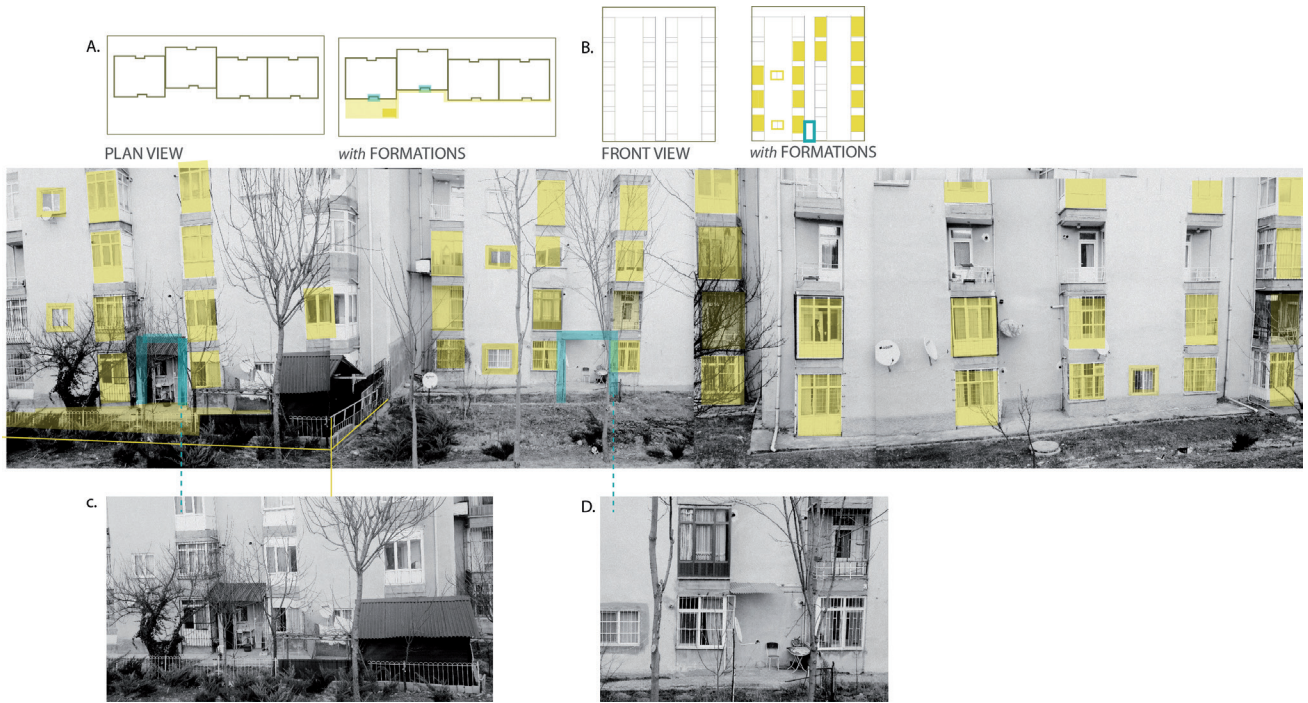 A.
B.
PLAN VIEW
with FORMATIONS
FRONT VIEW
with FORMATIONS
C.
D.